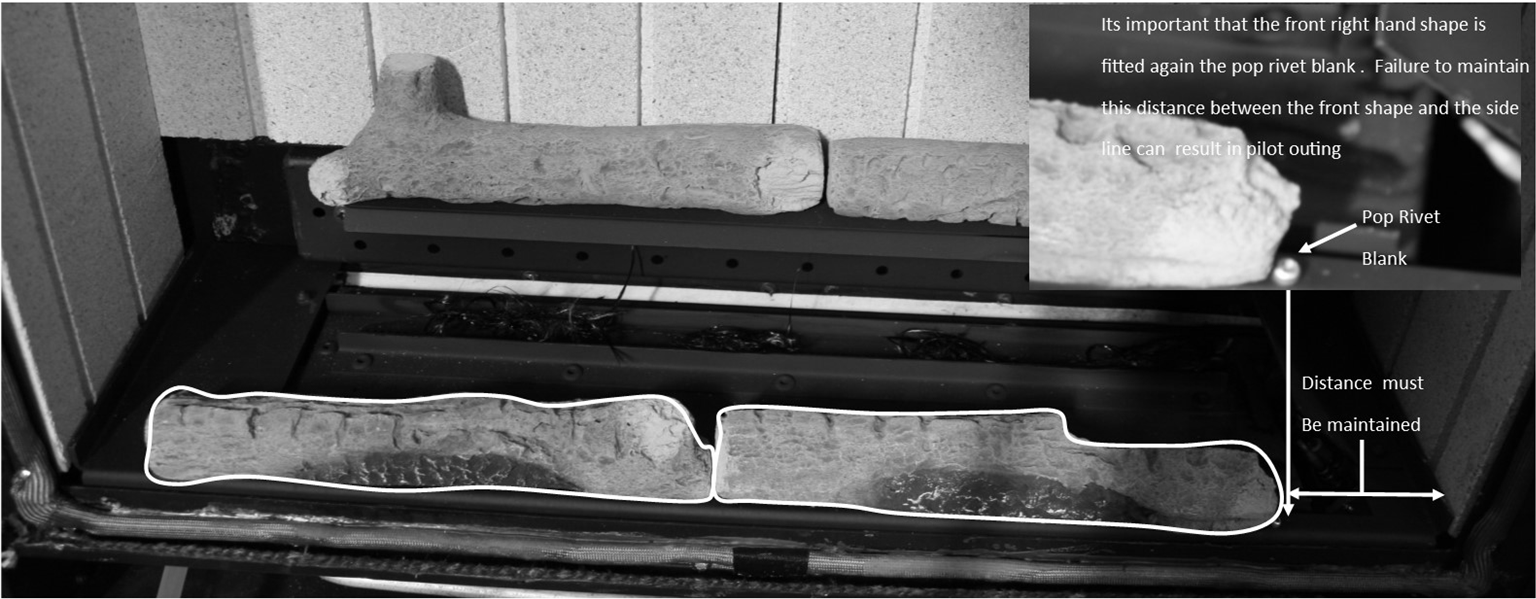 Its important that the front right hand shape is
fitted again the pop rivet blank . Failure to maintain
this distance between the front shape and the side
line can  result in pilot outing
Pop Rivet
Blank
Distance  must
Be maintained